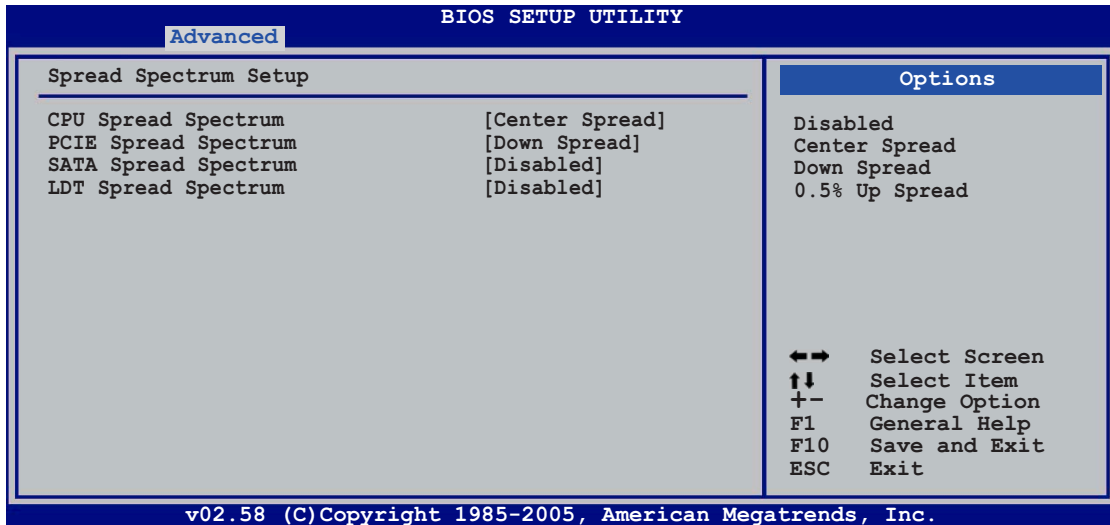 BIOS SETUP UTILITY
Advanced
Spread Spectrum Setup
CPU Spread Spectrum [Center Spread]
PCIE Spread Spectrum [Down Spread]
SATA Spread Spectrum [Disabled]
LDT Spread Spectrum [Disabled]
Options
Disabled
Center Spread
Down Spread
0.5% Up Spread
←→ Select Screen
↑↓ Select Item
+- Change Option
F1 General Help
F10 Save and Exit
ESC Exit
v02.58 (C)Copyright 1985-2005, American Megatrends, Inc.